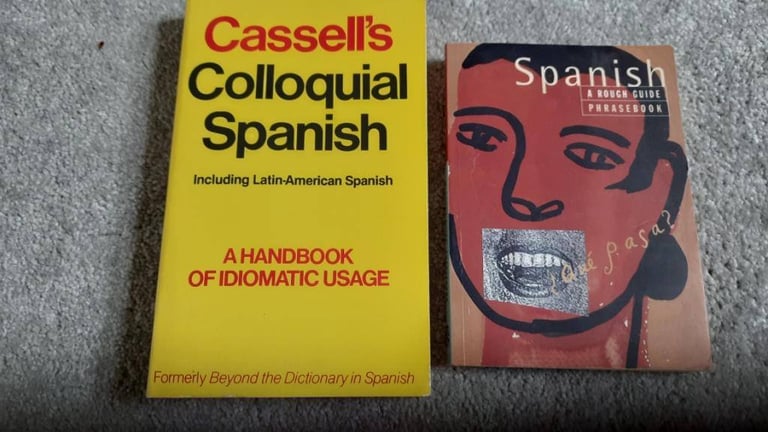 Cassell's
Colloquial
Spanish
Including Latin-American Spanish
A HANDBOOK
OF IDIOMATIC USAGE
Formerly Beyond the Dictionary in Spanish
Spanish
A ROUGH GUIDE
PHRASEBOOK
¿Qué Pasa?